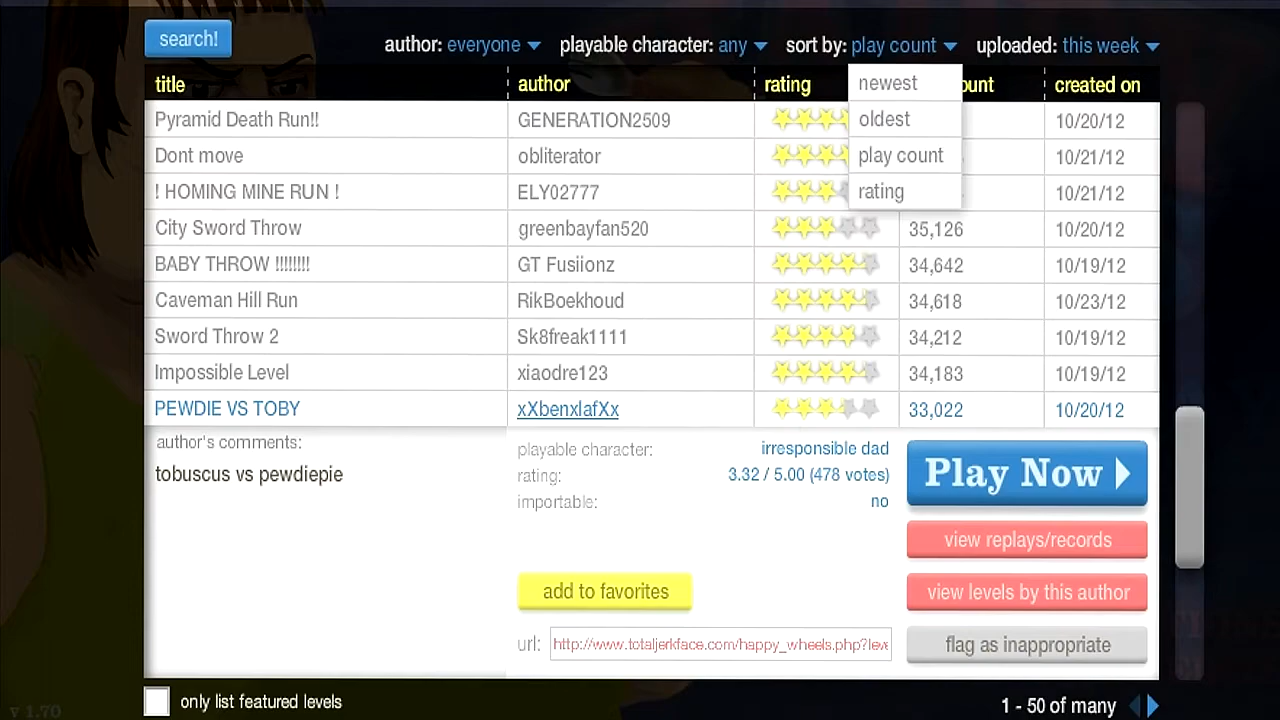 search!
author: everyone playable character: any sort by: play count uploaded: this week
title author rating ount created on
newest
oldest
play count
rating
Pyramid Death Run!! GENERATION2509 10/20/12
Dont move obliterator 10/21/12
! HOMING MINE RUN ! ELY02777 10/21/12
City Sword Throw greenbayfan520 35,126 10/20/12
BABY THROW !!!!!!!! GT Fusiionz 34,642 10/19/12
Caveman Hill Run RikBoekhoud 34,618 10/23/12
Sword Throw 2 Sk8freak1111 34,212 10/19/12
Impossible Level xiaodre123 34,183 10/19/12
PEWDIE VS TOBY xXbenxlafXx 33,022 10/20/12
author's comments:
tobuscus vs pewdiepie
playable character: irresponsible dad
rating: 3.32 / 5.00 (478 votes)
importable: no
add to favorites
url: http://www.totaljerkface.com/happy_wheels.php?leve
Play Now
view replays/records
view levels by this author
flag as inappropriate
only list featured levels
1 - 50 of many
v 1.70